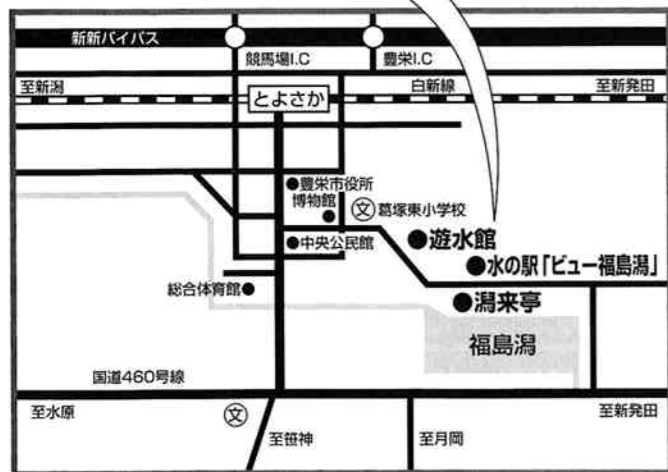 新新バイパス
競馬場I.C
豊栄I.C
至新潟
とよさか
白新線
至新発田
●豊栄市役所
博物館●
文 葛塚東小学校
●中央公民館
●遊水館
●水の駅「ビュー福島潟」
総合体育館●
●潟来亭
福島潟
国道460号線
至水原
文
至笹神
至月岡
至新発田